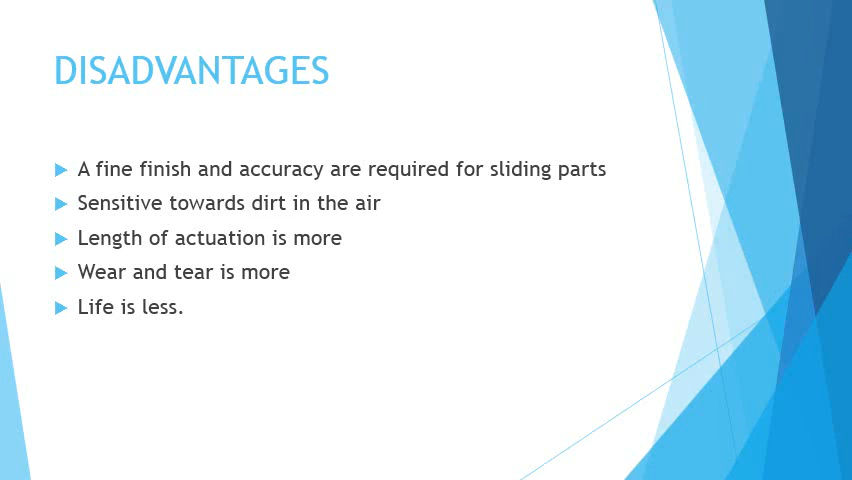 DISADVANTAGES
A fine finish and accuracy are required for sliding parts
Sensitive towards dirt in the air
Length of actuation is more
Wear and tear is more
Life is less.